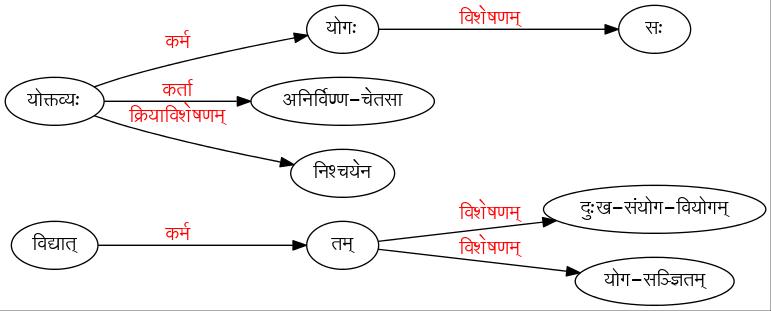 योगः विशेषणम् सः
कर्म
योक्तव्यः कर्ता अनिर्विण्ण-चेतसा
क्रियाविशेषणम्
निश्चयेन
विशेषणम् दुःख-संयोग-वियोगम्
विद्यात् कर्म तम्
विशेषणम्
योग-सञ्ज्ञितम्